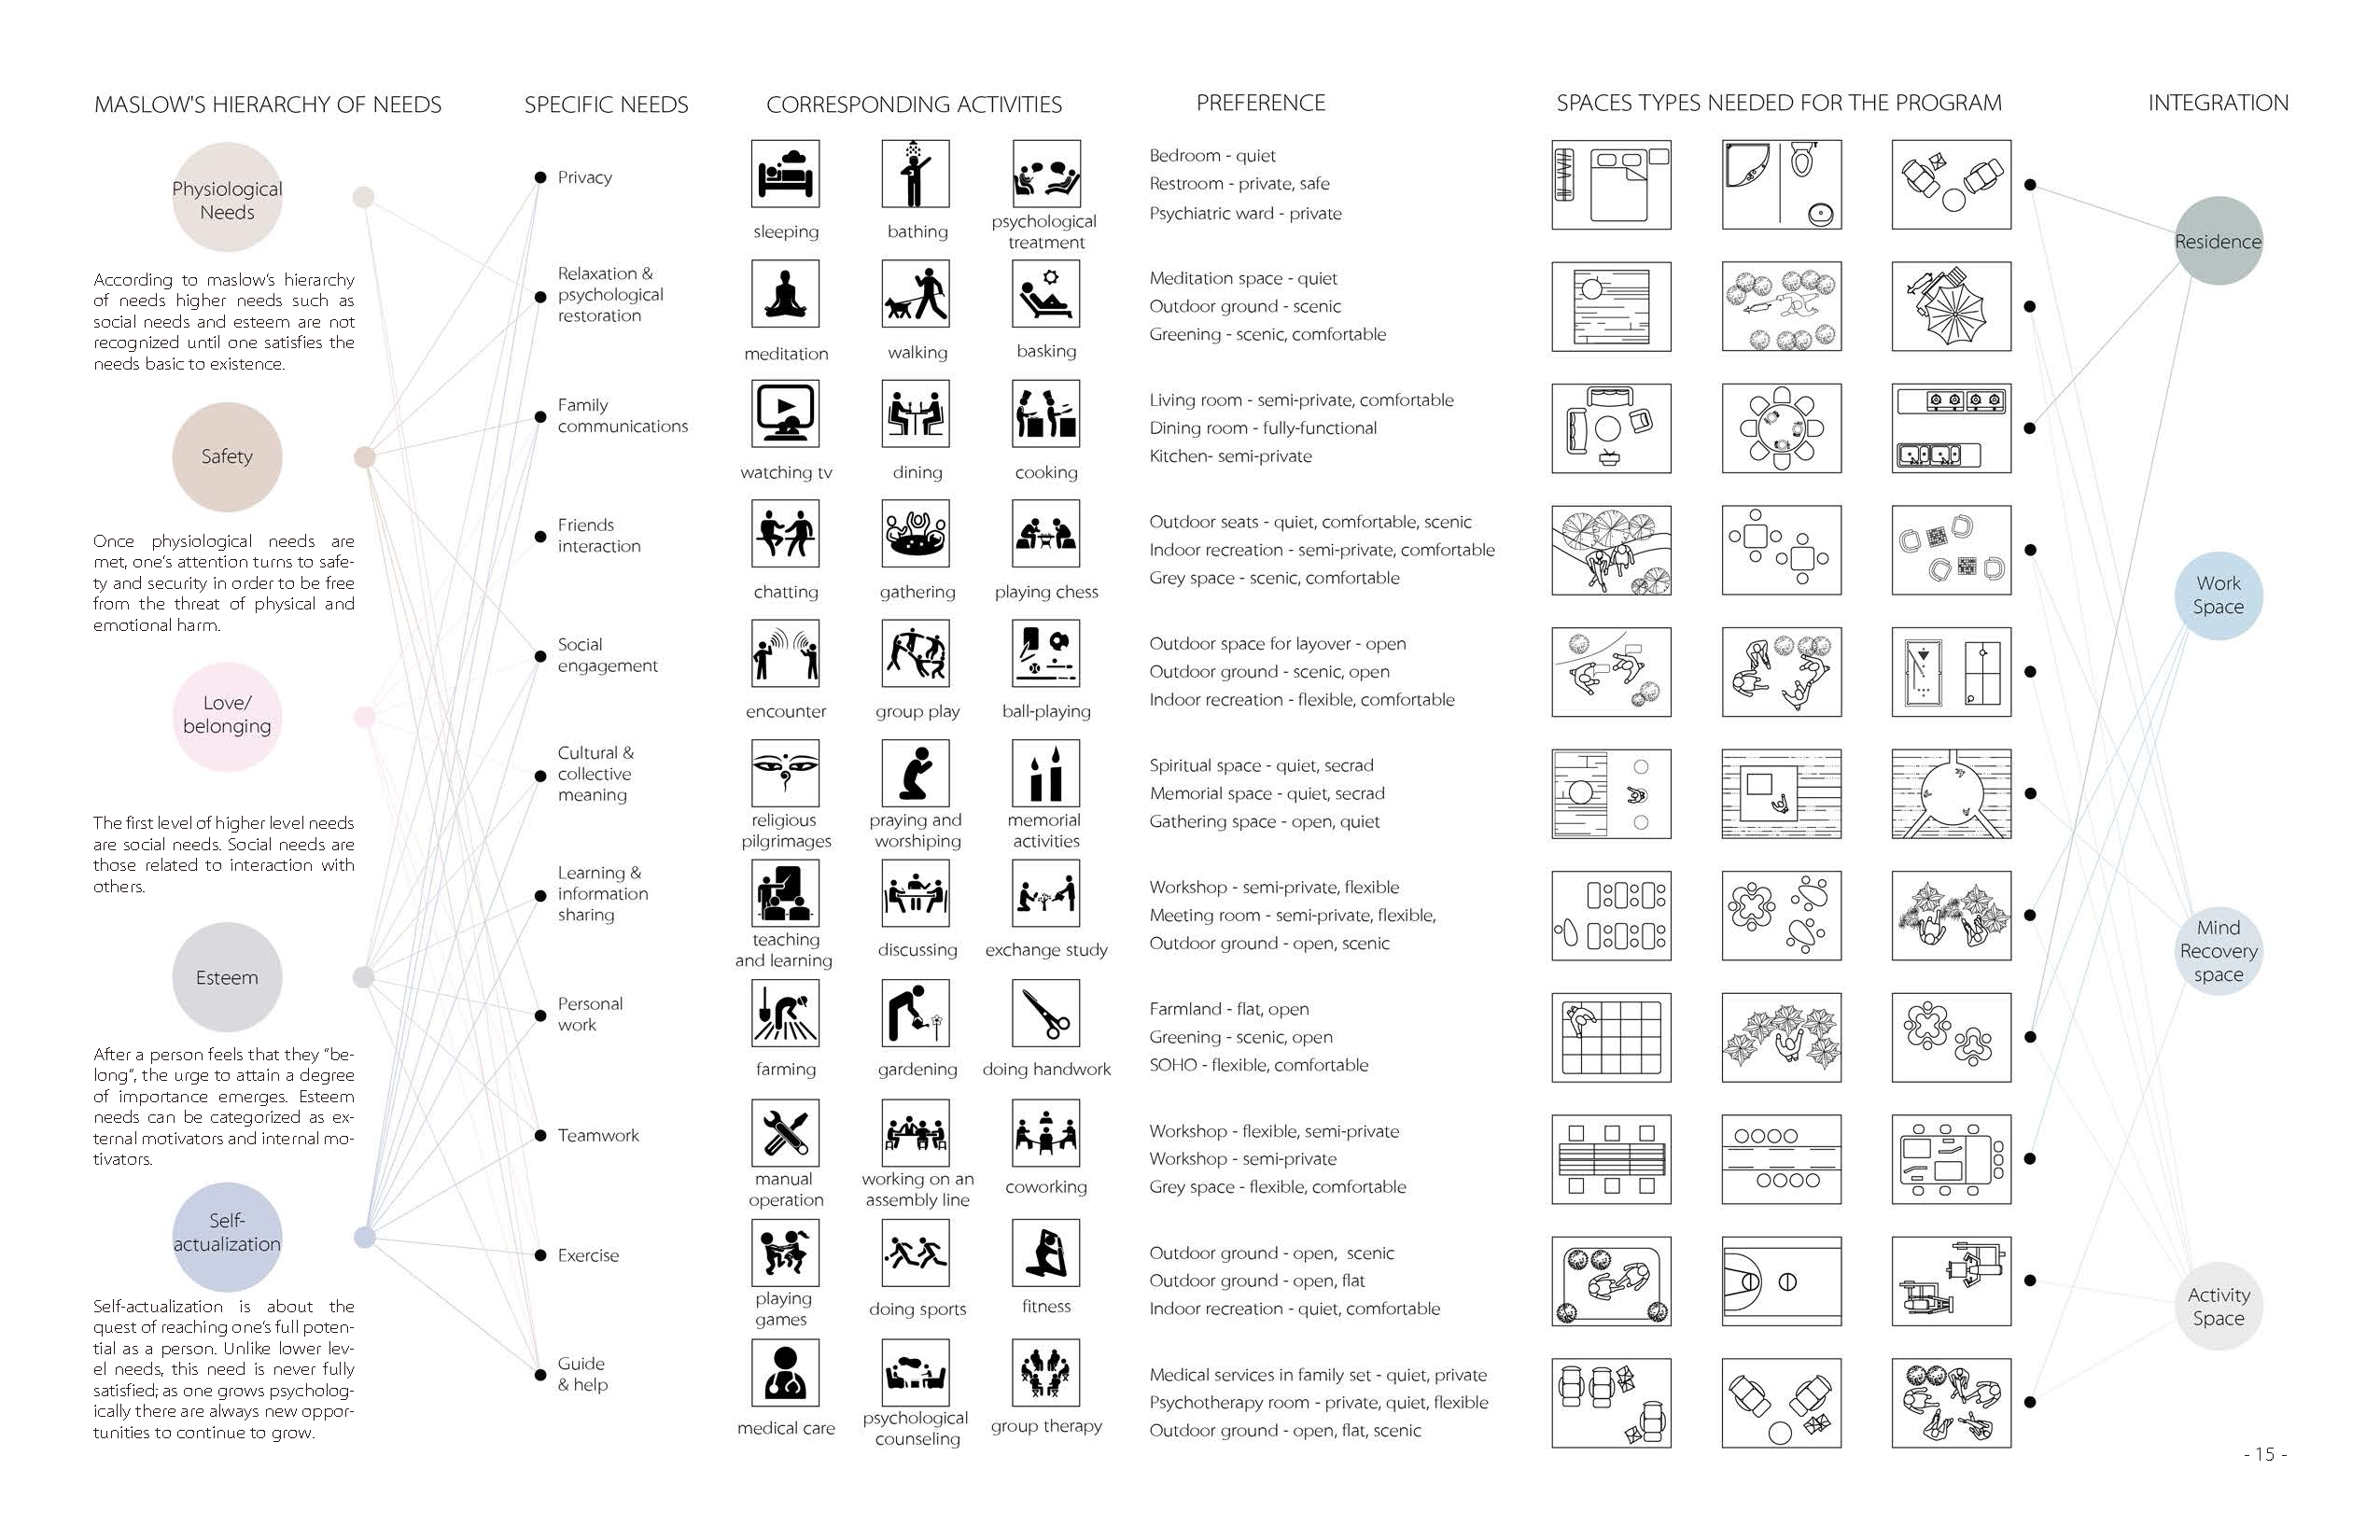 MASLOW'S HIERARCHY OF NEEDS
Physiological
Needs
According to maslow's hierarchy
of needs higher needs such as
social needs and esteem are not
recognized until one satisfies the
needs basic to existence.
Safety
Once physiological needs are
met, one's attention turns to safe-
ty and security in order to be free
from the threat of physical and
emotional harm.
Love/
belonging
The first level of higher level needs
are social needs. Social needs are
those related to interaction with
others.
Esteem
After a person feels that they "be-
long", the urge to attain a degree
of importance emerges. Esteem
needs can be categorized as ex-
ternal motivators and internal mo-
tivators.
Self-
actualization
Self-actualization is about the
quest of reaching one's full poten-
tial as a person. Unlike lower lev-
el needs, this need is never fully
satisfied; as one grows psycholog-
ically there are always new oppor-
tunities to continue to grow.
SPECIFIC NEEDS
Privacy
Relaxation &
psychological
restoration
Family
communications
Friends
interaction
Social
engagement
Cultural &
collective
meaning
Learning &
information
sharing
Personal
work
Teamwork
Exercise
Guide
& help
CORRESPONDING ACTIVITIES
sleeping
bathing
psychological
treatment
meditation
walking
basking
watching tv
dining
cooking
chatting
gathering
playing chess
encounter
group play
ball-playing
religious
pilgrimages
praying and
worshiping
memorial
activities
teaching
and learning
discussing
exchange study
farming
gardening
doing handwork
manual
operation
working on an
assembly line
coworking
playing
games
doing sports
fitness
medical care
psychological
counseling
group therapy
PREFERENCE
Bedroom - quiet
Restroom - private, safe
Psychiatric ward - private
Meditation space - quiet
Outdoor ground - scenic
Greening - scenic, comfortable
Living room - semi-private, comfortable
Dining room - fully-functional
Kitchen- semi-private
Outdoor seats - quiet, comfortable, scenic
Indoor recreation - semi-private, comfortable
Grey space - scenic, comfortable
Outdoor space for layover - open
Outdoor ground - scenic, open
Indoor recreation - flexible, comfortable
Spiritual space - quiet, secrad
Memorial space - quiet, secrad
Gathering space - open, quiet
Workshop - semi-private, flexible
Meeting room - semi-private, flexible,
Outdoor ground - open, scenic
Farmland - flat, open
Greening - scenic, open
SOHO - flexible, comfortable
Workshop - flexible, semi-private
Workshop - semi-private
Grey space - flexible, comfortable
Outdoor ground - open, scenic
Outdoor ground - open, flat
Indoor recreation - quiet, comfortable
Medical services in family set - quiet, private
Psychotherapy room - private, quiet, flexible
Outdoor ground - open, flat, scenic
SPACES TYPES NEEDED FOR THE PROGRAM
INTEGRATION
Residence
Work
Space
Mind
Recovery
space
Activity
Space
- 15 -